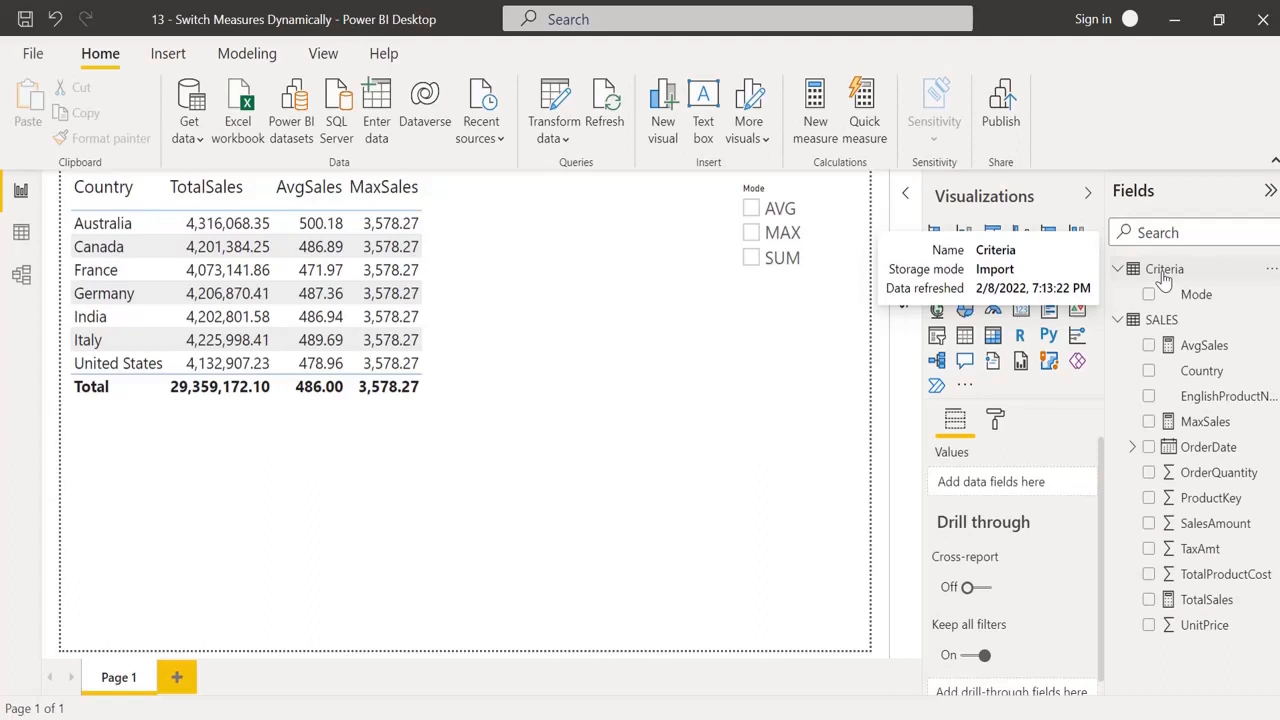 13 - Switch Measures Dynamically - Power BI Desktop
Search
Sign in
File
Home
Insert
Modeling
View
Help
Paste
Cut
Copy
Format painter
Clipboard
Get data
Excel workbook
Power BI datasets
SQL Server
Enter data
Dataverse
Recent sources
Data
Transform data
Refresh
Queries
New visual
Text box
More visuals
Insert
New measure
Quick measure
Calculations
Sensitivity
Sensitivity
Publish
Share
Country TotalSales AvgSales MaxSales
Australia 4,316,068.35 500.18 3,578.27
Canada 4,201,384.25 486.89 3,578.27
France 4,073,141.86 471.97 3,578.27
Germany 4,206,870.41 487.36 3,578.27
India 4,202,801.58 486.94 3,578.27
Italy 4,225,998.41 489.69 3,578.27
United States 4,132,907.23 478.96 3,578.27
Total 29,359,172.10 486.00 3,578.27
Mode
AVG
MAX
SUM
Visualizations
Name Criteria
Storage mode Import
Data refreshed 2/8/2022, 7:13:22 PM
R
Py
Values
Add data fields here
Drill through
Cross-report
Off
Keep all filters
On
Add drill-through fields here
Fields
Search
Criteria
Mode
SALES
AvgSales
Country
EnglishProductN...
MaxSales
OrderDate
OrderQuantity
ProductKey
SalesAmount
TaxAmt
TotalProductCost
TotalSales
UnitPrice
Page 1
Page 1 of 1